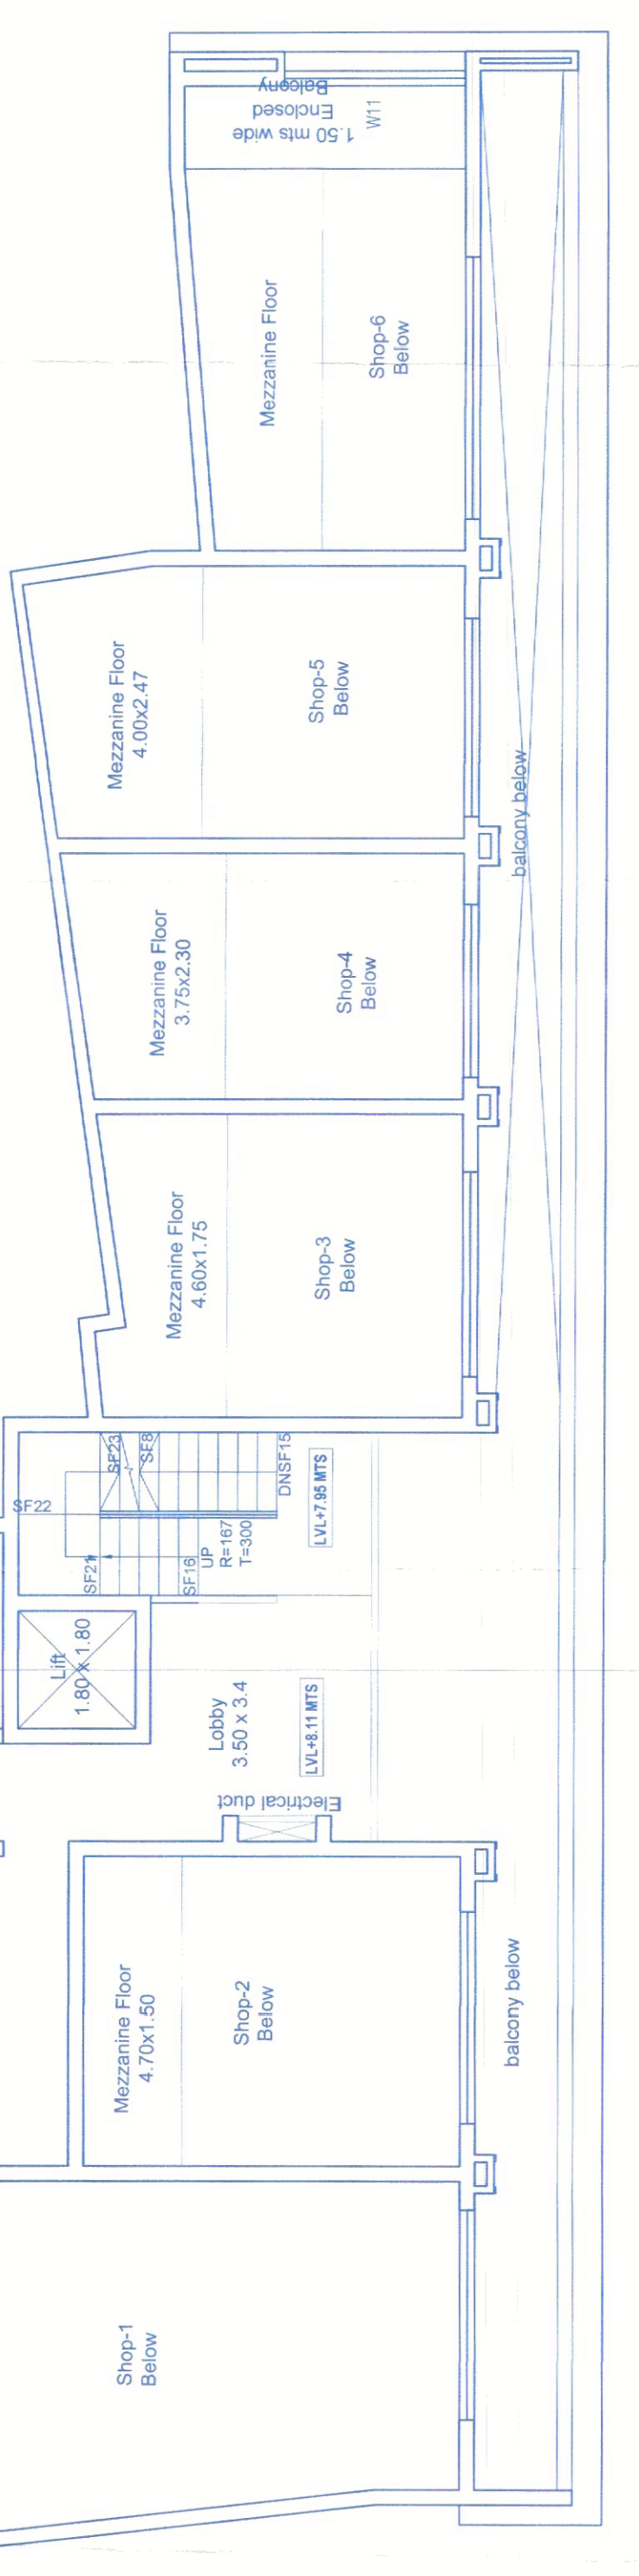 Balcony
Enclosed
1.50 mts wide
W11
Mezzanine Floor
Shop-6
Below
Mezzanine Floor
4.00x2.47
Shop-5
Below
balcony below
Mezzanine Floor
3.75x2.30
Shop-4
Below
Mezzanine Floor
4.60x1.75
Shop-3
Below
SF23
SF8
DNSF15
SF22
SF21
SF16
UP
R=167
T=300
LVL+7.95 MTS
Lift
1.80 x 1.80
Lobby
3.50 x 3.4
LVL+8.11 MTS
Electrical duct
Mezzanine Floor
4.70x1.50
Shop-2
Below
balcony below
Shop-1
Below